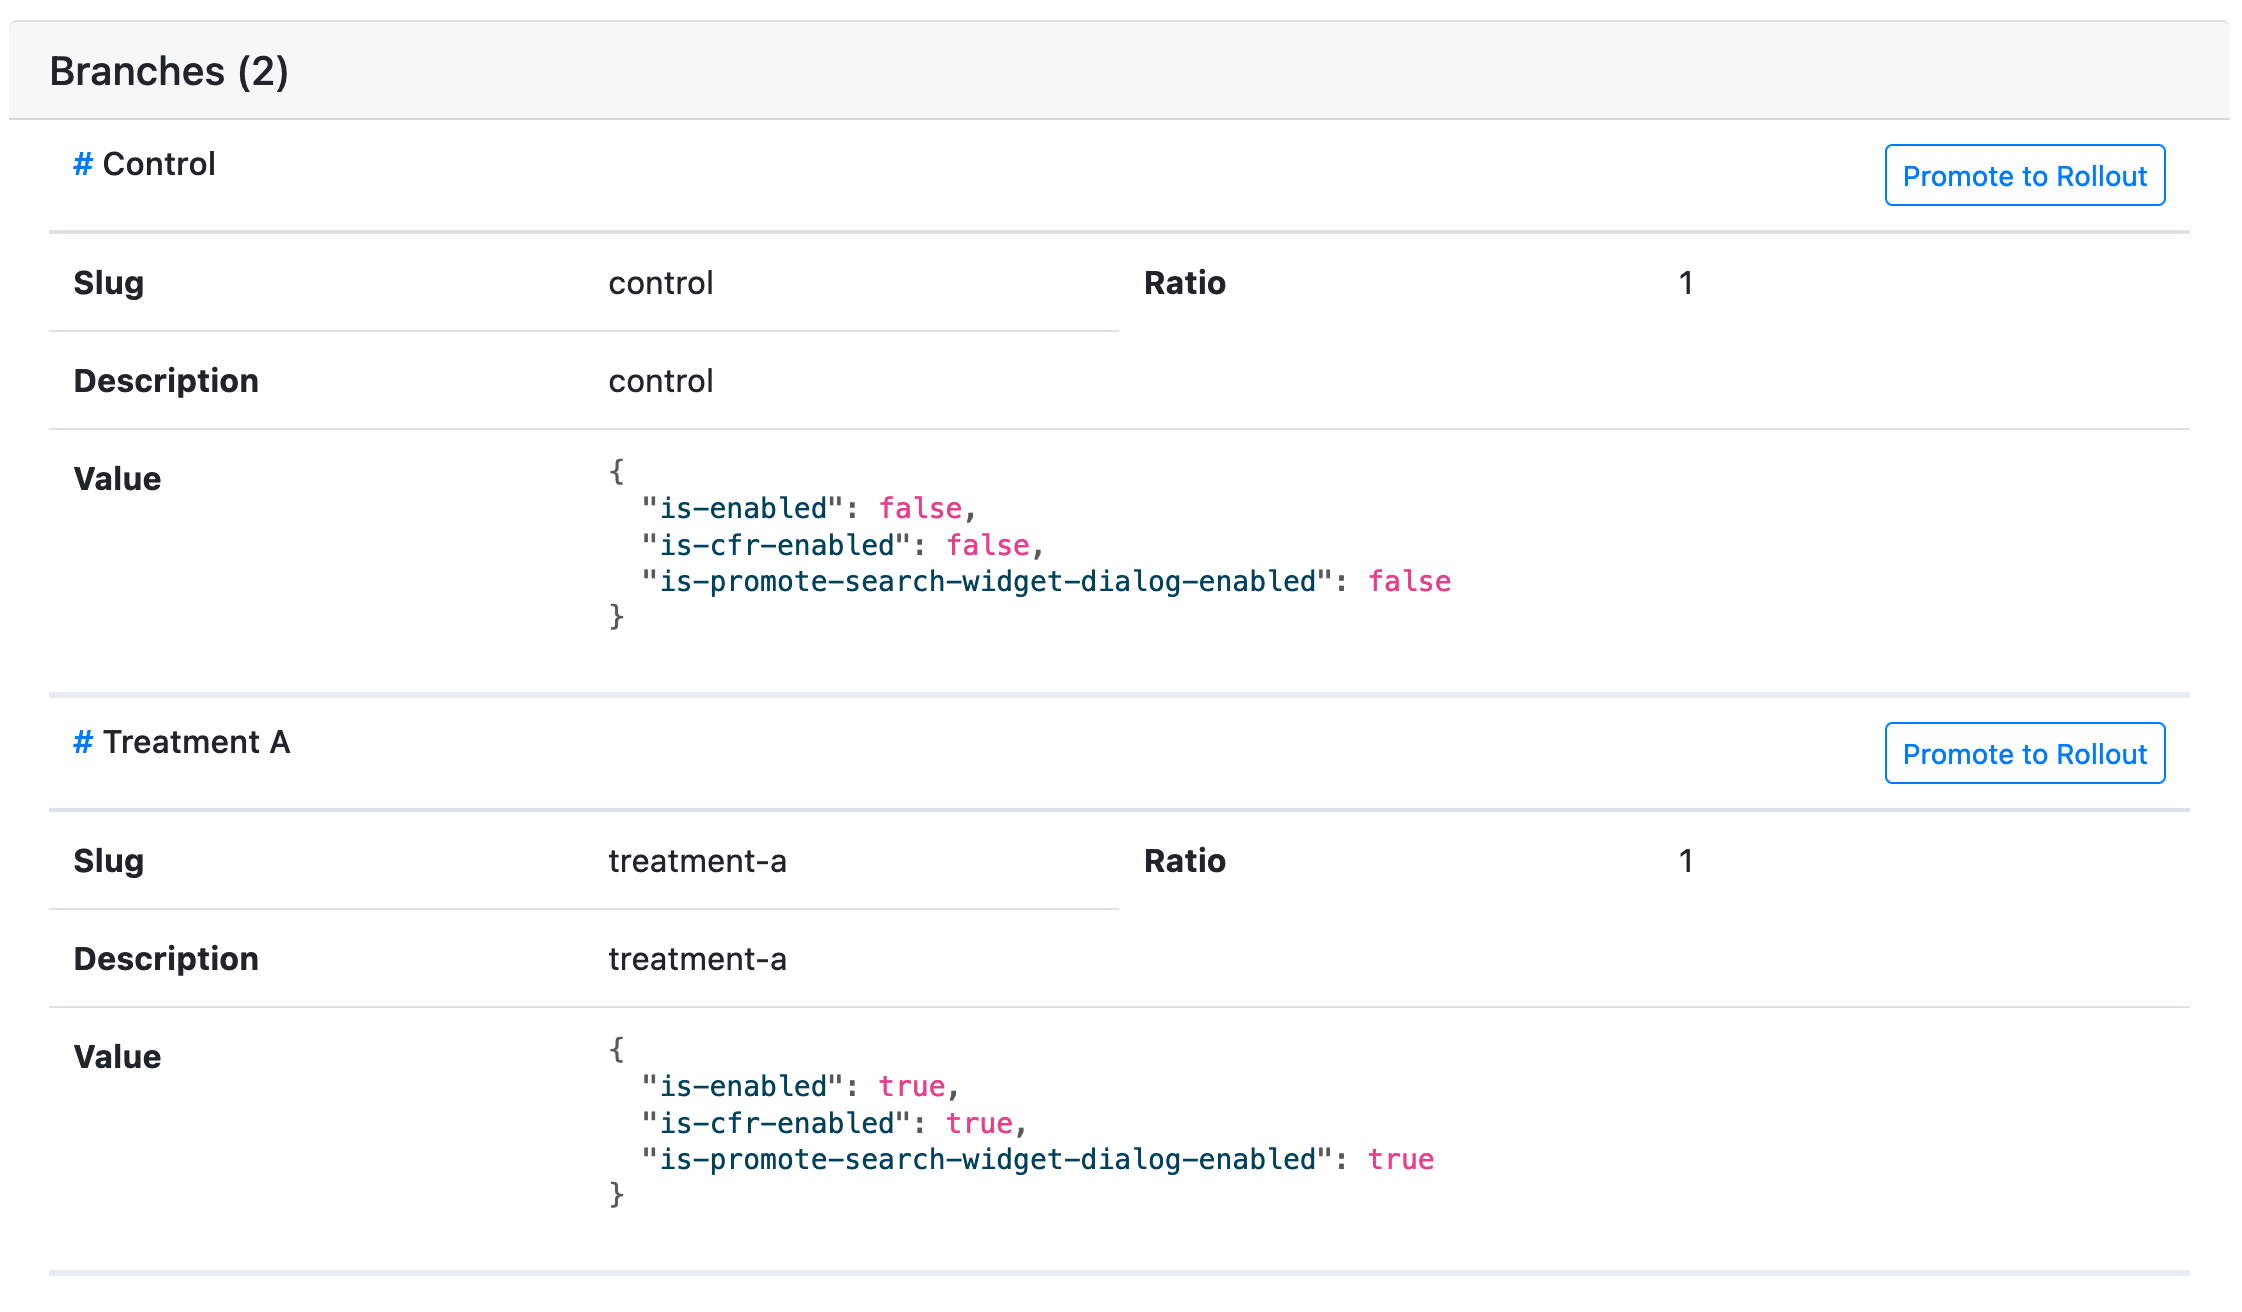 Branches (2)
# Control
Promote to Rollout
Slug control Ratio 1
Description control
Value {
"is-enabled": false,
"is-cfr-enabled": false,
"is-promote-search-widget-dialog-enabled": false
}
# Treatment A
Promote to Rollout
Slug treatment-a Ratio 1
Description treatment-a
Value {
"is-enabled": true,
"is-cfr-enabled": true,
"is-promote-search-widget-dialog-enabled": true
}